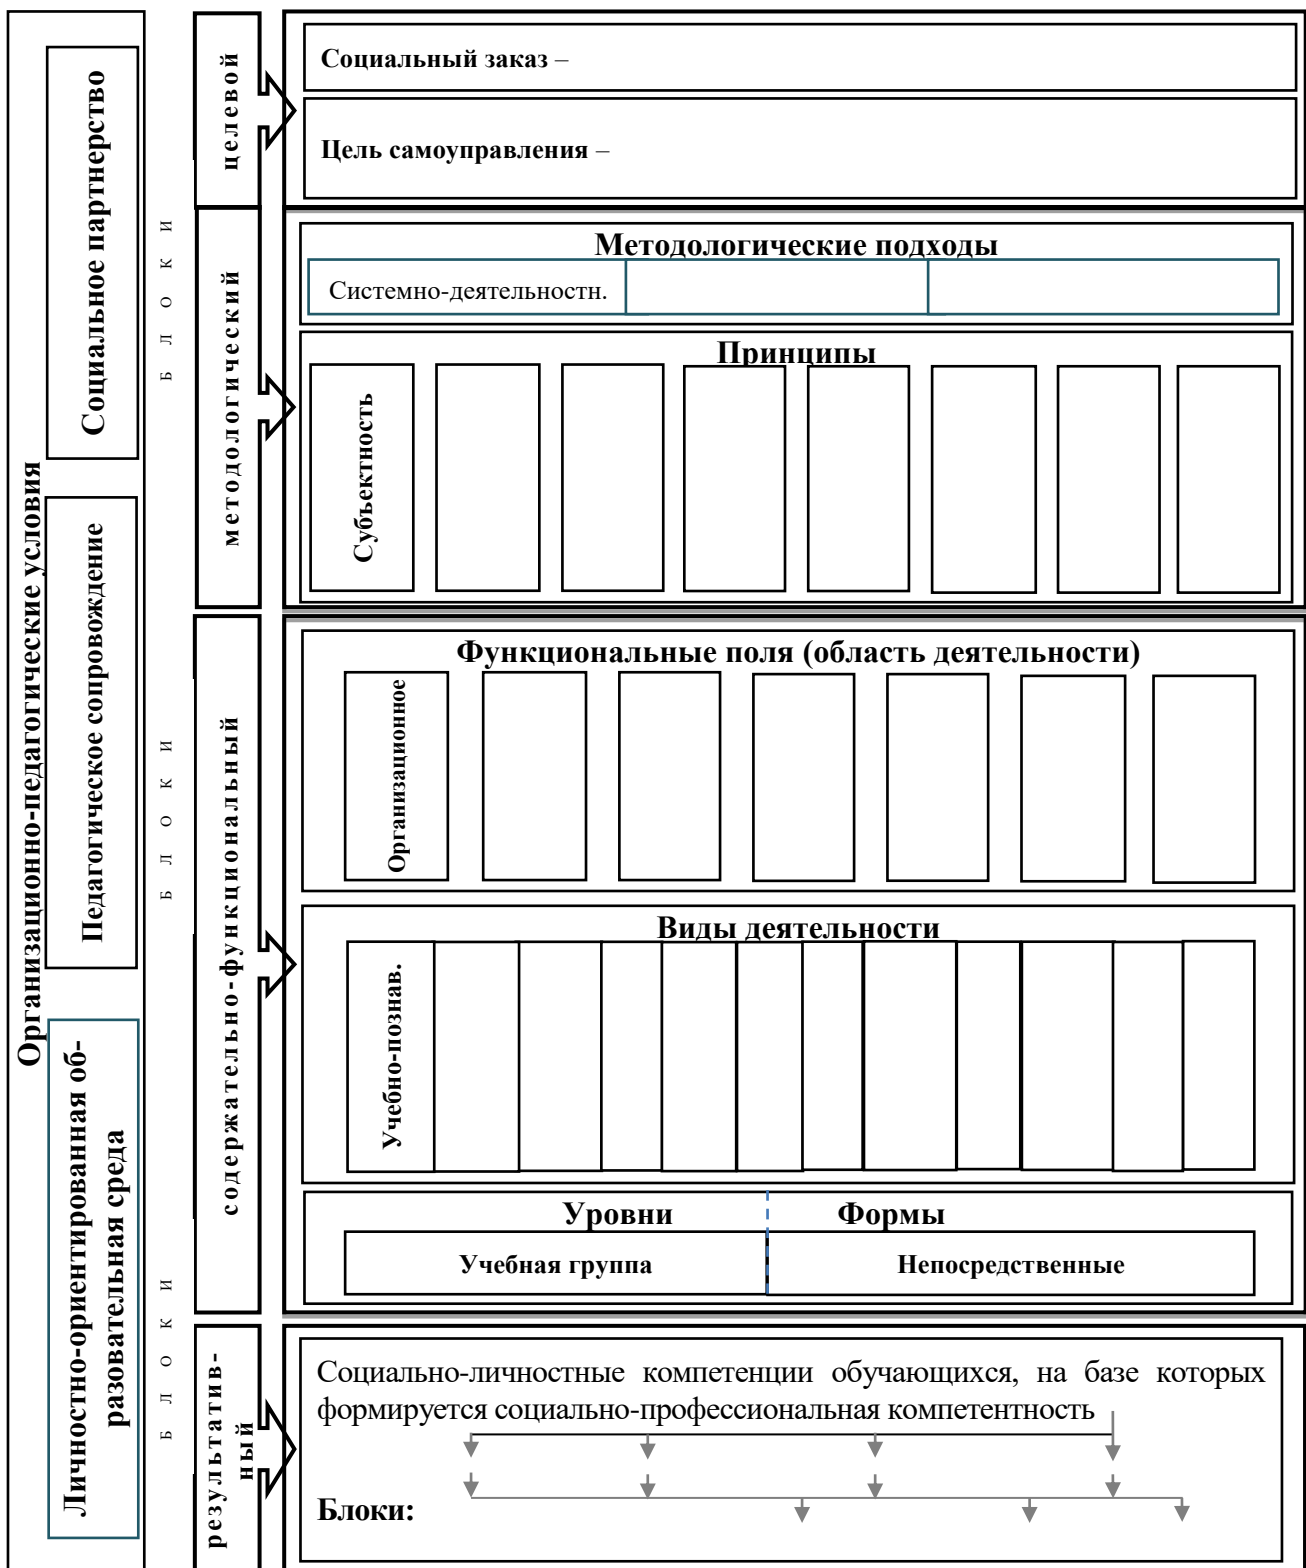 Организационно-педагогические условия
Социальное партнерство
Педагогическое сопровождение
Личностно-ориентированная об-
разовательная среда
БЛОКИ
БЛОКИ
БЛОКИ
целевой
Социальный заказ –
Цель самоуправления –
методологический
Методологические подходы
Системно-деятельностн.
Принципы
Субъектность
содержательно-функциональный
Функциональные поля (область деятельности)
Организационное
Виды деятельности
Учебно-познав.
Уровни Формы
Учебная группа Непосредственные
результатив-
ный
Социально-личностные компетенции обучающихся, на базе которых
формируется социально-профессиональная компетентность
Блоки: